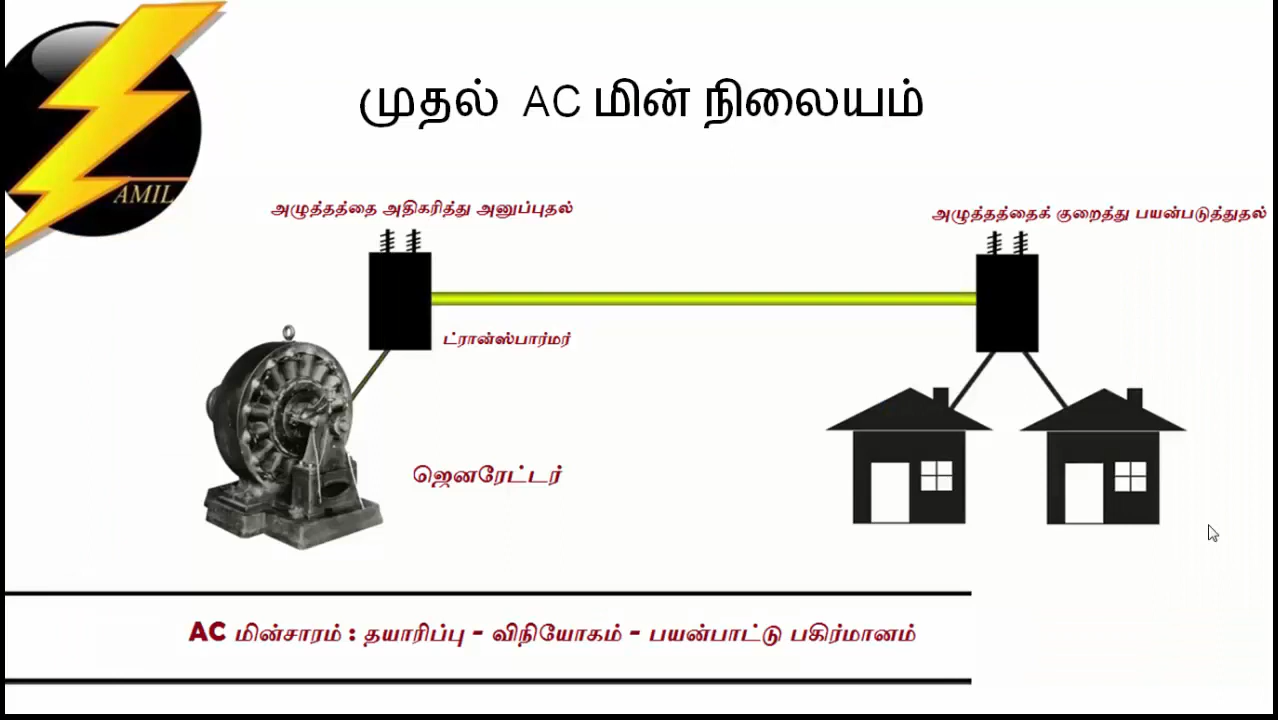 முதல் AC மின் நிலையம்
AMIL
அழுத்தத்தை அதிகரித்து அனுப்புதல்
அழுத்தத்தைக் குறைத்து பயன்படுத்துதல்
ட்ரான்ஸ்பார்மர்
ஜெனரேட்டர்
AC மின்சாரம் : தயாரிப்பு - விநியோகம் - பயன்பாட்டு பகிர்மானம்